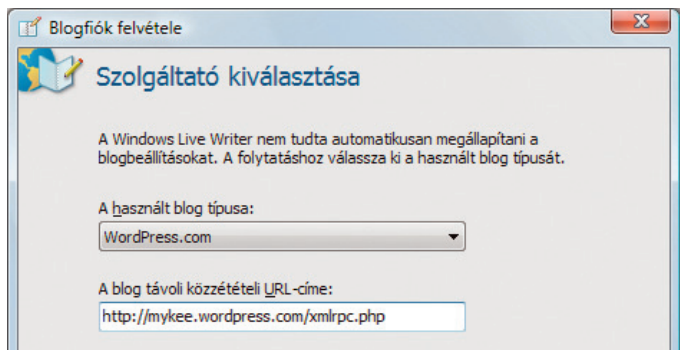 Blogfiók felvétele
Szolgáltató kiválasztása
A Windows Live Writer nem tudta automatikusan megállapítani a
blogbeállításokat. A folytatáshoz válassza ki a használt blog típusát.
A használt blog típusa:
WordPress.com
A blog távoli közzétételi URL-címe:
http://mykee.wordpress.com/xmlrpc.php